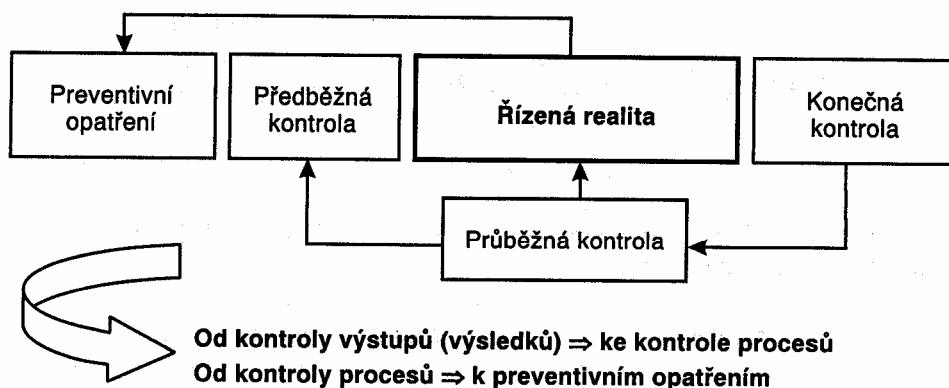 Preventivní
opatření
Předběžná
kontrola
Řízená realita
Konečná
kontrola
Průběžná kontrola
Od kontroly výstupů (výsledků) ⇒ ke kontrole procesů
Od kontroly procesů ⇒ k preventivním opatřením